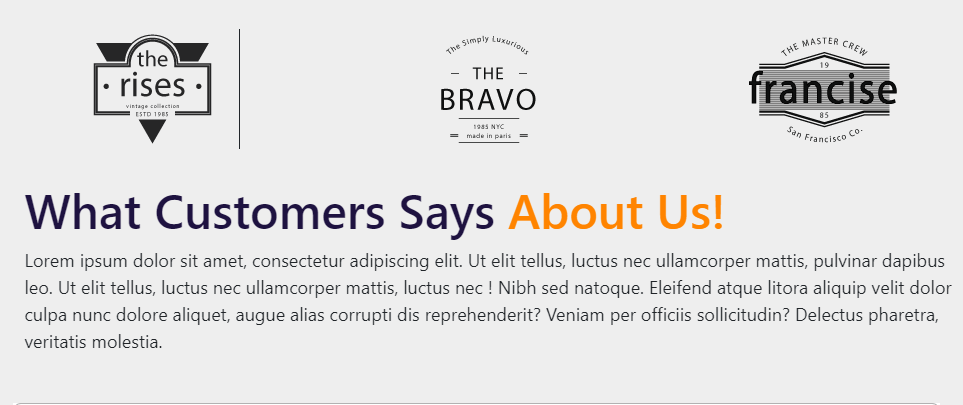 the
rises
vintage collection
ESTD 1985
The Simply Luxurious
THE
BRAVO
1985 NYC
made in paris
THE MASTER CREW
19
francise
85
San Francisco Co.
What Customers Says About Us!
Lorem ipsum dolor sit amet, consectetur adipiscing elit. Ut elit tellus, luctus nec ullamcorper mattis, pulvinar dapibus
leo. Ut elit tellus, luctus nec ullamcorper mattis, luctus nec ! Nibh sed natoque. Eleifend atque litora aliquip velit dolor
culpa nunc dolore aliquet, augue alias corrupti dis reprehenderit? Veniam per officiis sollicitudin? Delectus pharetra,
veritatis molestia.